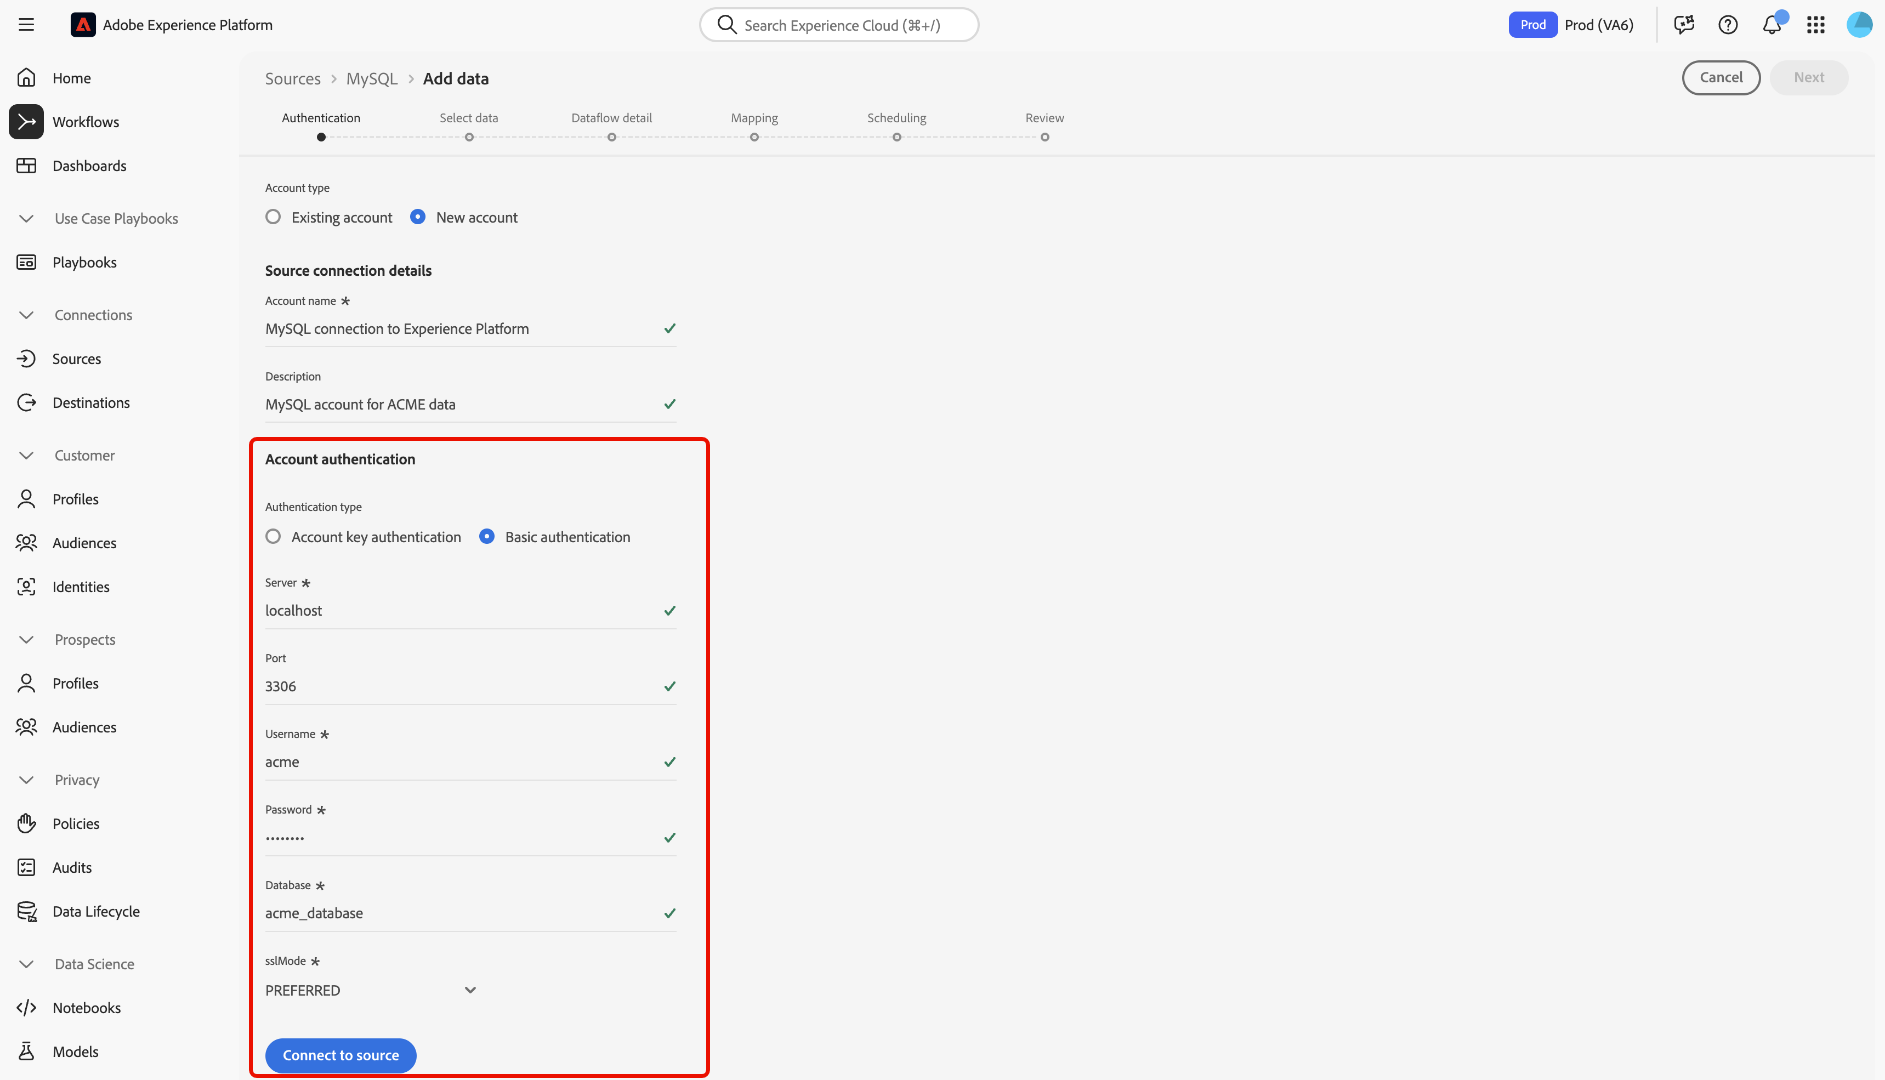 Adobe Experience Platform
Search Experience Cloud (⌘+/)
Prod
Prod (VA6)
Home
Workflows
Dashboards
Use Case Playbooks
Playbooks
Connections
Sources
Destinations
Customer
Profiles
Audiences
Identities
Prospects
Profiles
Audiences
Privacy
Policies
Audits
Data Lifecycle
Data Science
Notebooks
Models
Sources > MySQL > Add data
Cancel
Next
Authentication
Select data
Dataflow detail
Mapping
Scheduling
Review
Account type
Existing account
New account
Source connection details
Account name *
MySQL connection to Experience Platform
Description
MySQL account for ACME data
Account authentication
Authentication type
Account key authentication
Basic authentication
Server *
localhost
Port
3306
Username *
acme
Password *
••••••••
Database *
acme_database
sslMode *
PREFERRED
Connect to source